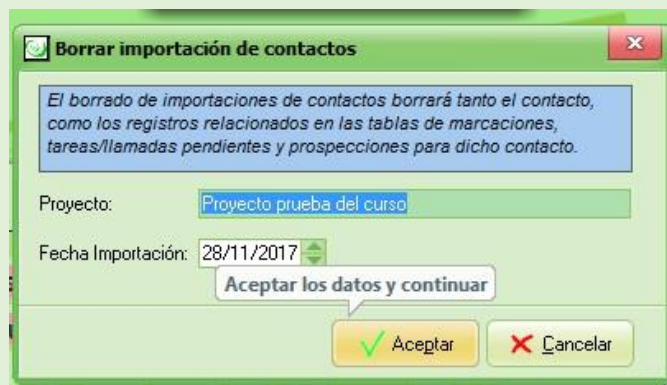 Borrar importación de contactos
El borrado de importaciones de contactos borrará tanto el contacto,
como los registros relacionados en las tablas de marcaciones,
tareas/llamadas pendientes y prospecciones para dicho contacto.
Proyecto: Proyecto prueba del curso
Fecha Importación: 28/11/2017
Aceptar los datos y continuar
Aceptar Cancelar